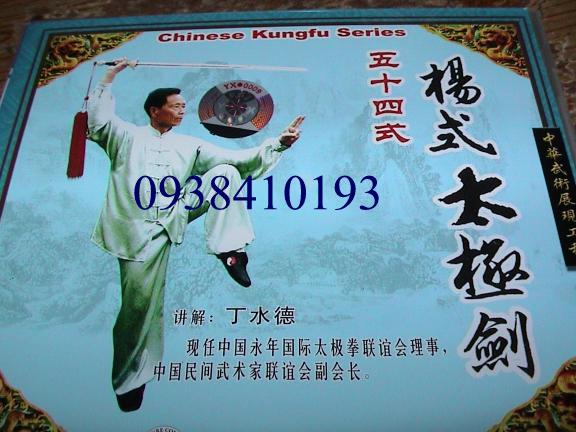 Chinese Kungfu Series
YX●0009
五十四式
楊式太極劍
0938410193
讲解：丁水德
现任中国永年国际太极拳联谊会理事，
中国民间武术家联谊会副会长。
中華武術展現工程